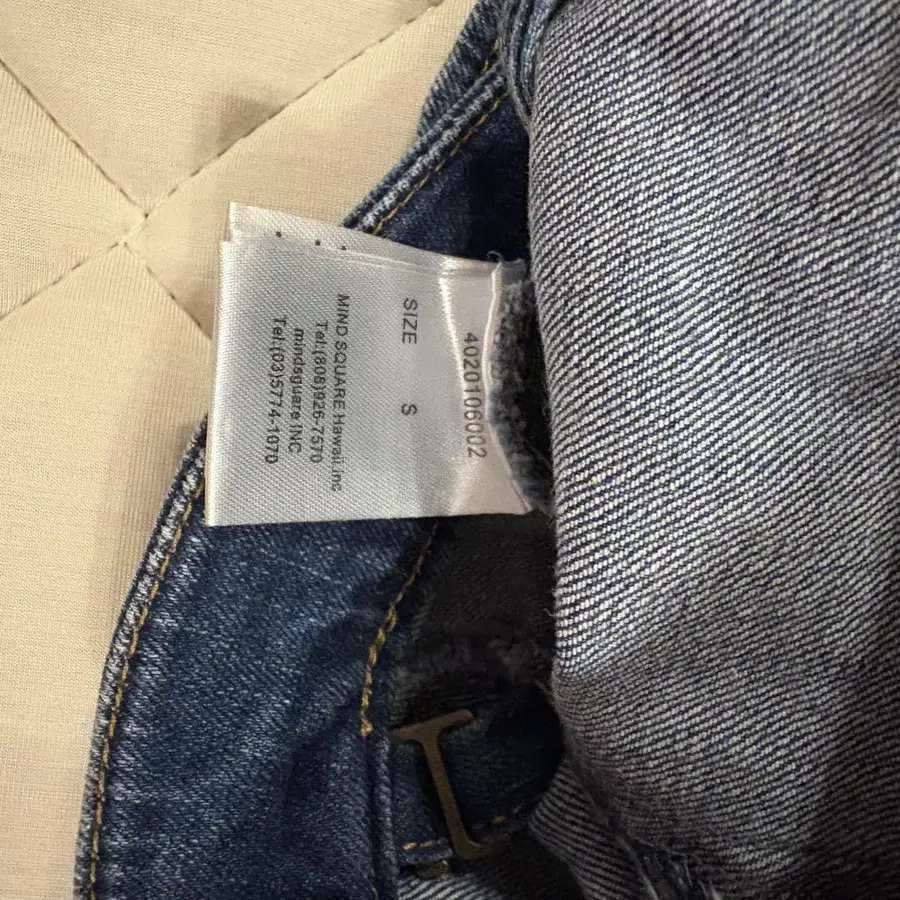 4020106002
SIZE S
MIND SQUARE Hawaii.inc
Tel:(808)926-7570
mindsquare INC
Tel:(03)5774-1070